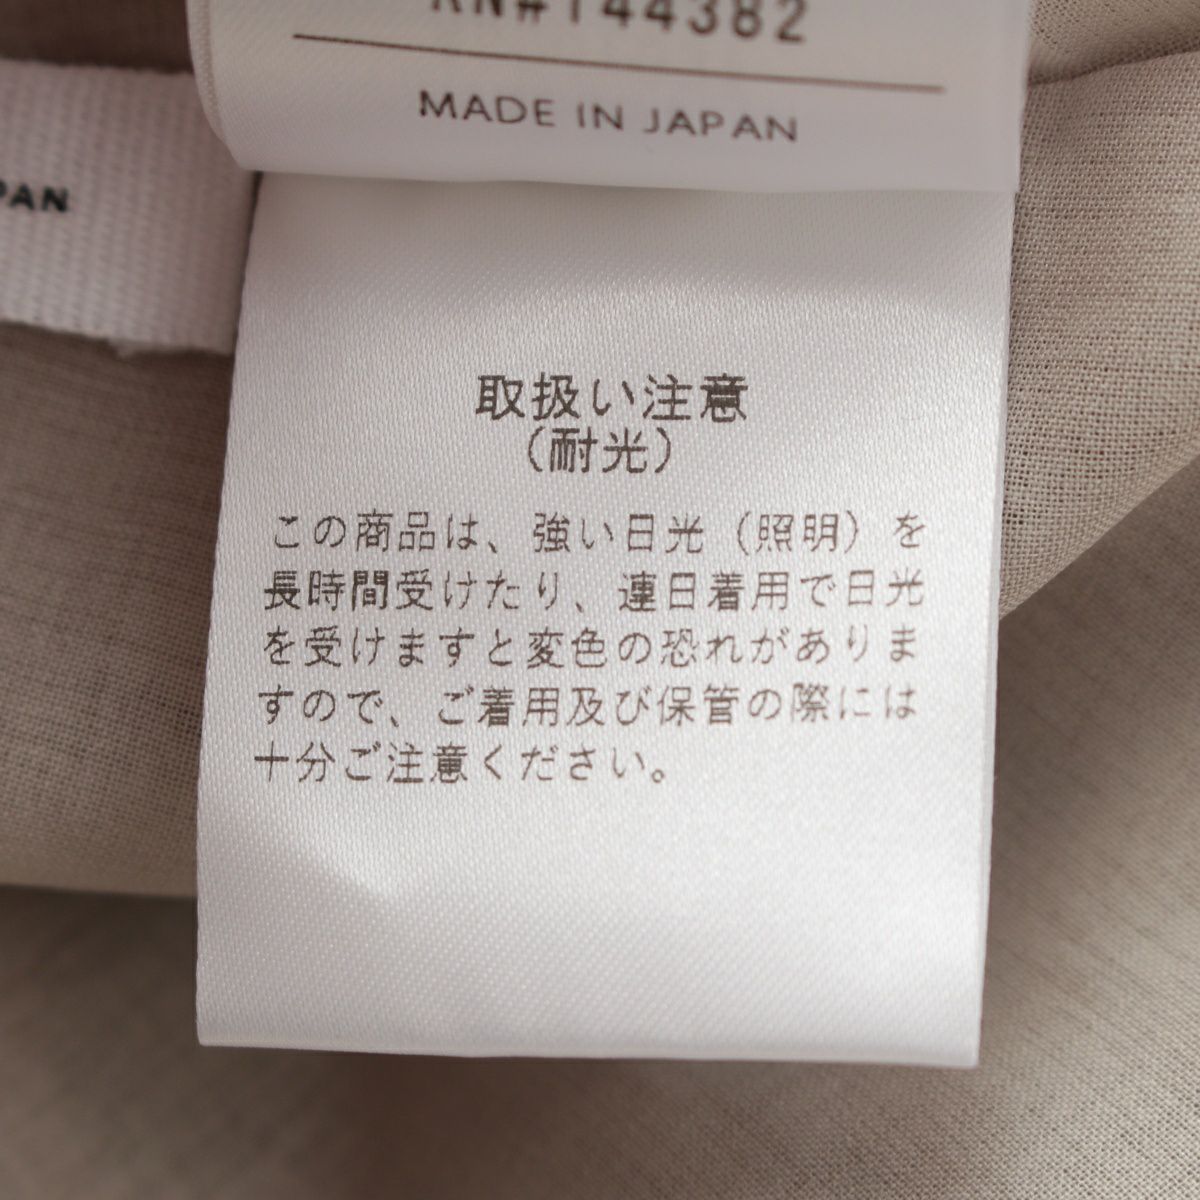 RN#144382
MADE IN JAPAN
PAN
取扱い注意
（耐光）
この商品は、強い日光（照明）を
長時間受けたり、連日着用で日光
を受けますと変色の恐れがありま
すので、ご着用及び保管の際には
十分ご注意ください。